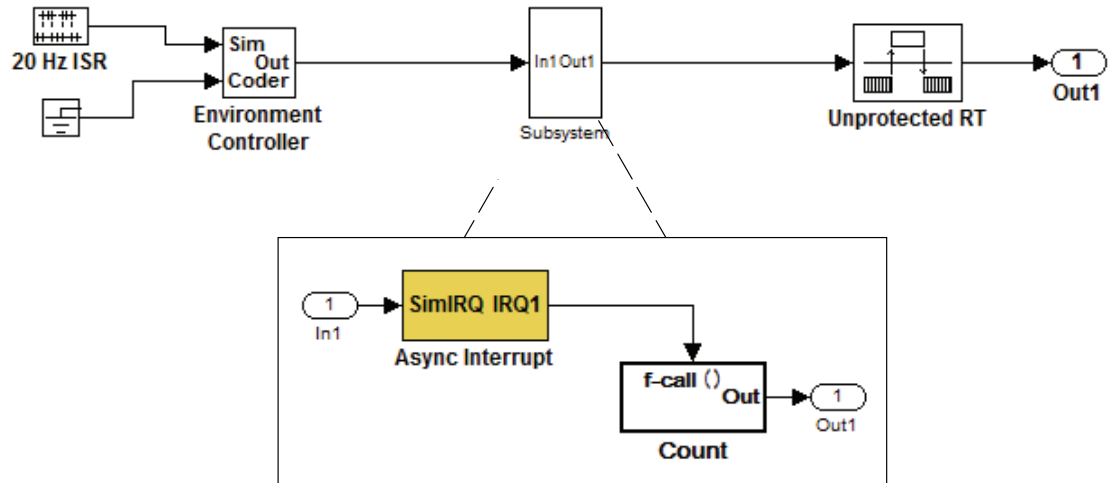 20 Hz ISR
Sim
Out
Coder
Environment
Controller
In1 Out1
Subsystem
Unprotected RT
1
Out1
1
In1
SimIRQ IRQ1
Async Interrupt
f-call ()
Out
Count
1
Out1